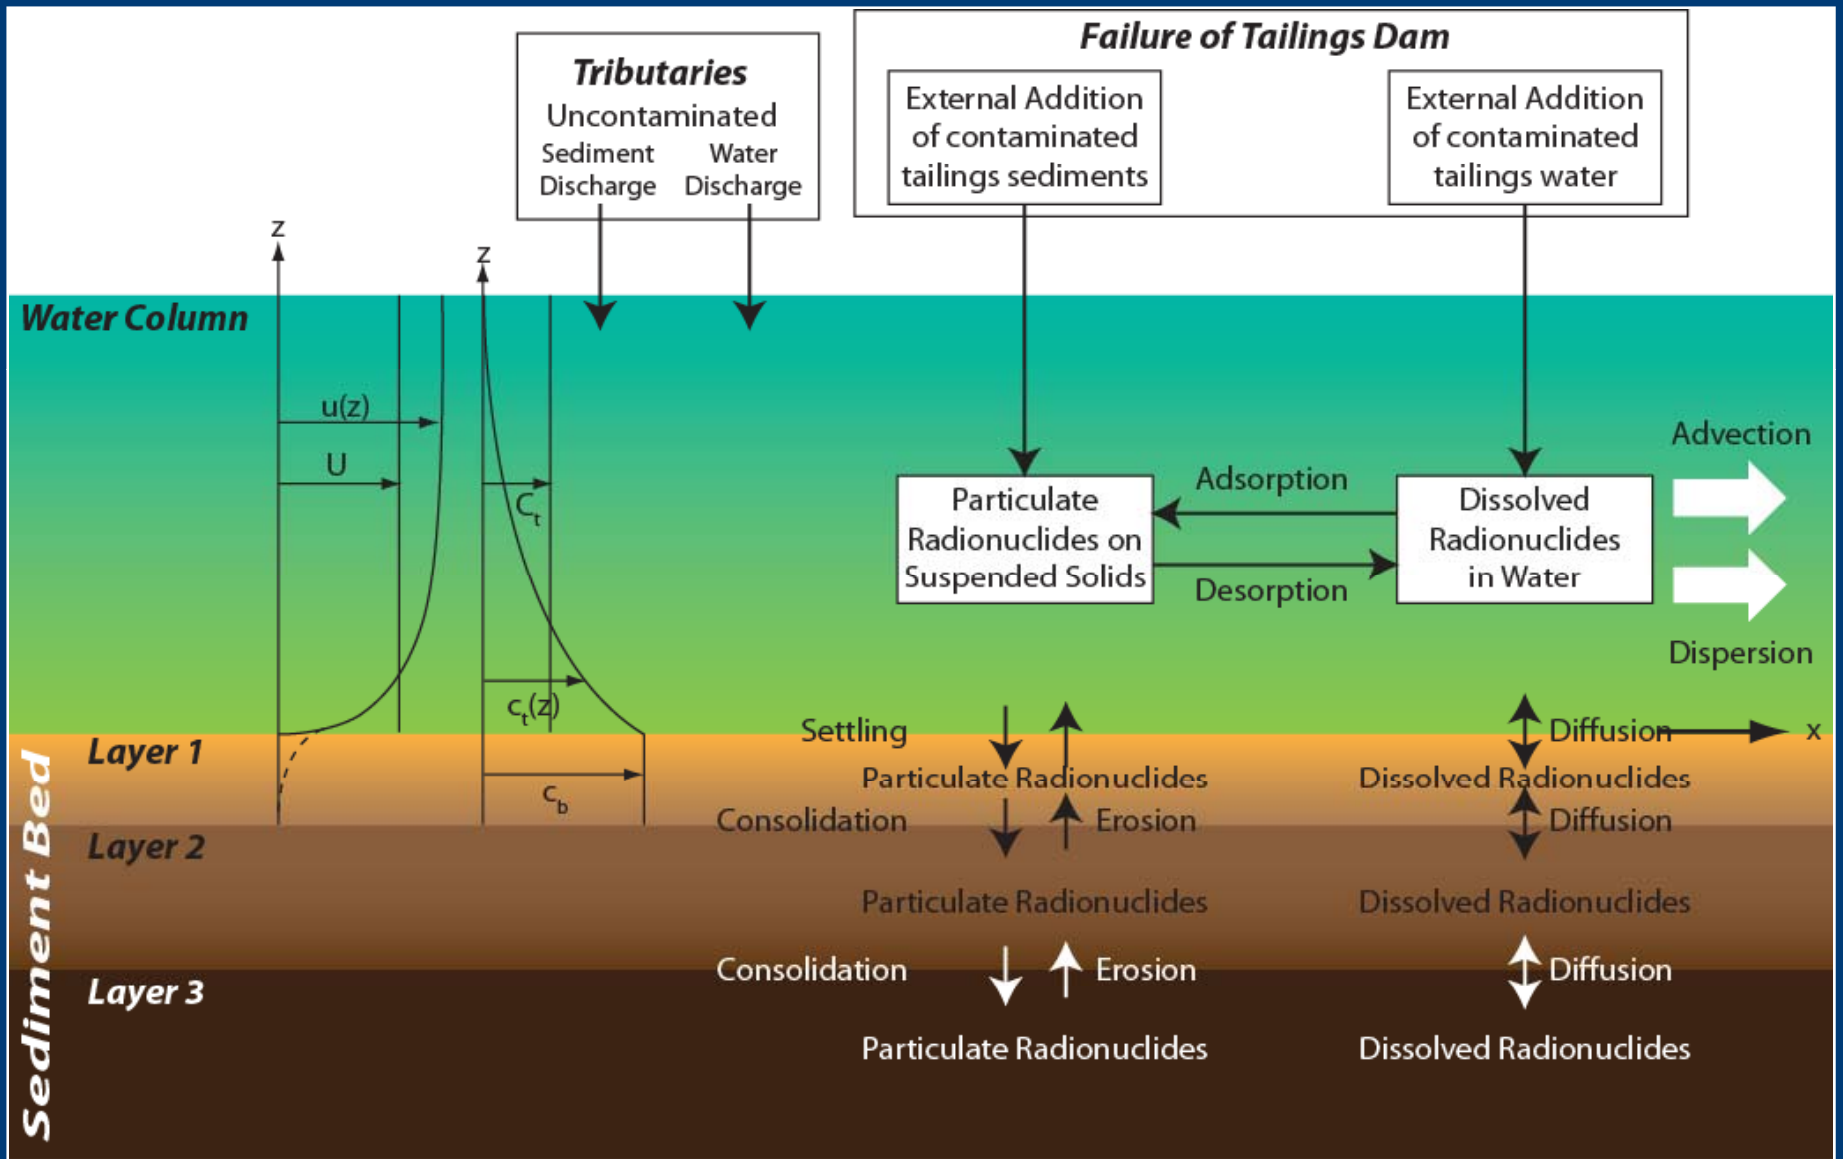 Failure of Tailings Dam
Tributaries
Uncontaminated
Sediment Water
Discharge Discharge
External Addition
of contaminated
tailings sediments
External Addition
of contaminated
tailings water
z
z
Water Column
u(z)
U
C_t
c_t(z)
c_b
Particulate
Radionuclides on
Suspended Solids
Adsorption
Desorption
Dissolved
Radionuclides
in Water
Advection
Dispersion
Settling
Diffusion
x
Sediment Bed
Layer 1
Particulate Radionuclides
Dissolved Radionuclides
Consolidation
Erosion
Diffusion
Layer 2
Particulate Radionuclides
Dissolved Radionuclides
Consolidation
Erosion
Diffusion
Layer 3
Particulate Radionuclides
Dissolved Radionuclides